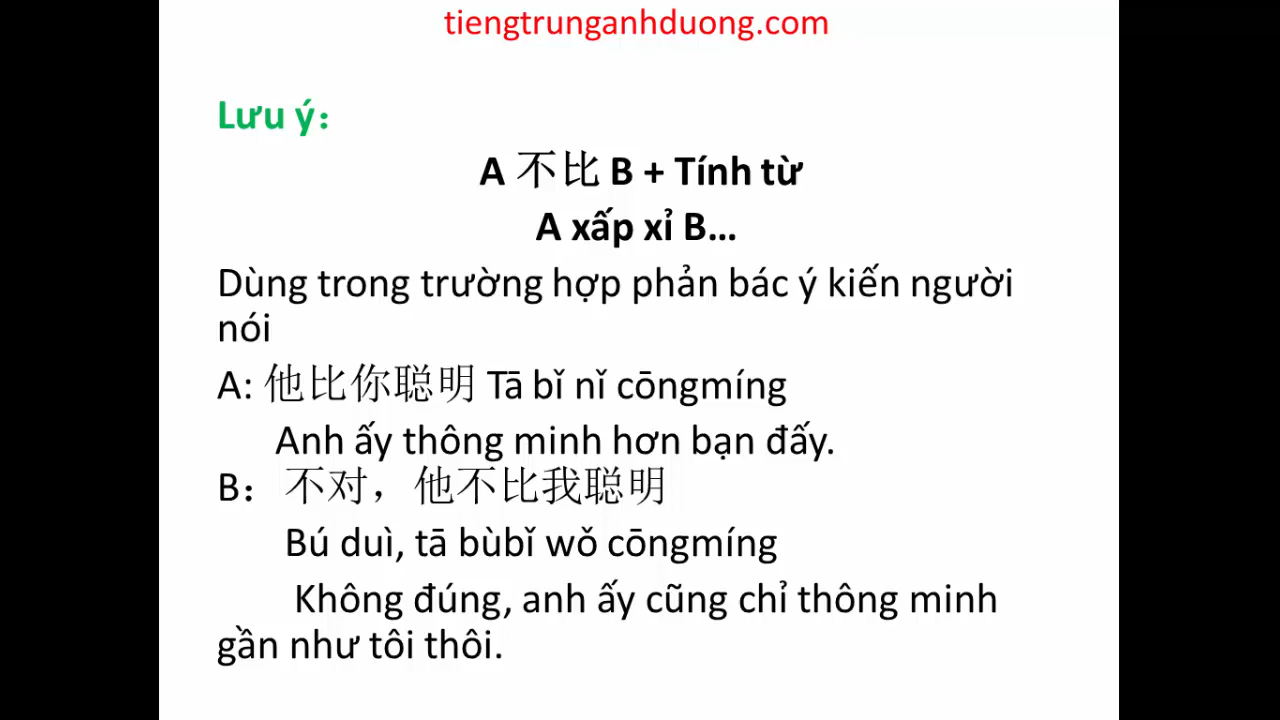 tiengtrunganhduong.com
Lưu ý：
A 不比 B + Tính từ
A xấp xỉ B...
Dùng trong trường hợp phản bác ý kiến người
nói
A: 他比你聪明 Tā bǐ nǐ cōngmíng
Anh ấy thông minh hơn bạn đấy.
B： 不对，他不比我聪明
Bú duì, tā bùbǐ wǒ cōngmíng
Không đúng, anh ấy cũng chỉ thông minh
gần như tôi thôi.